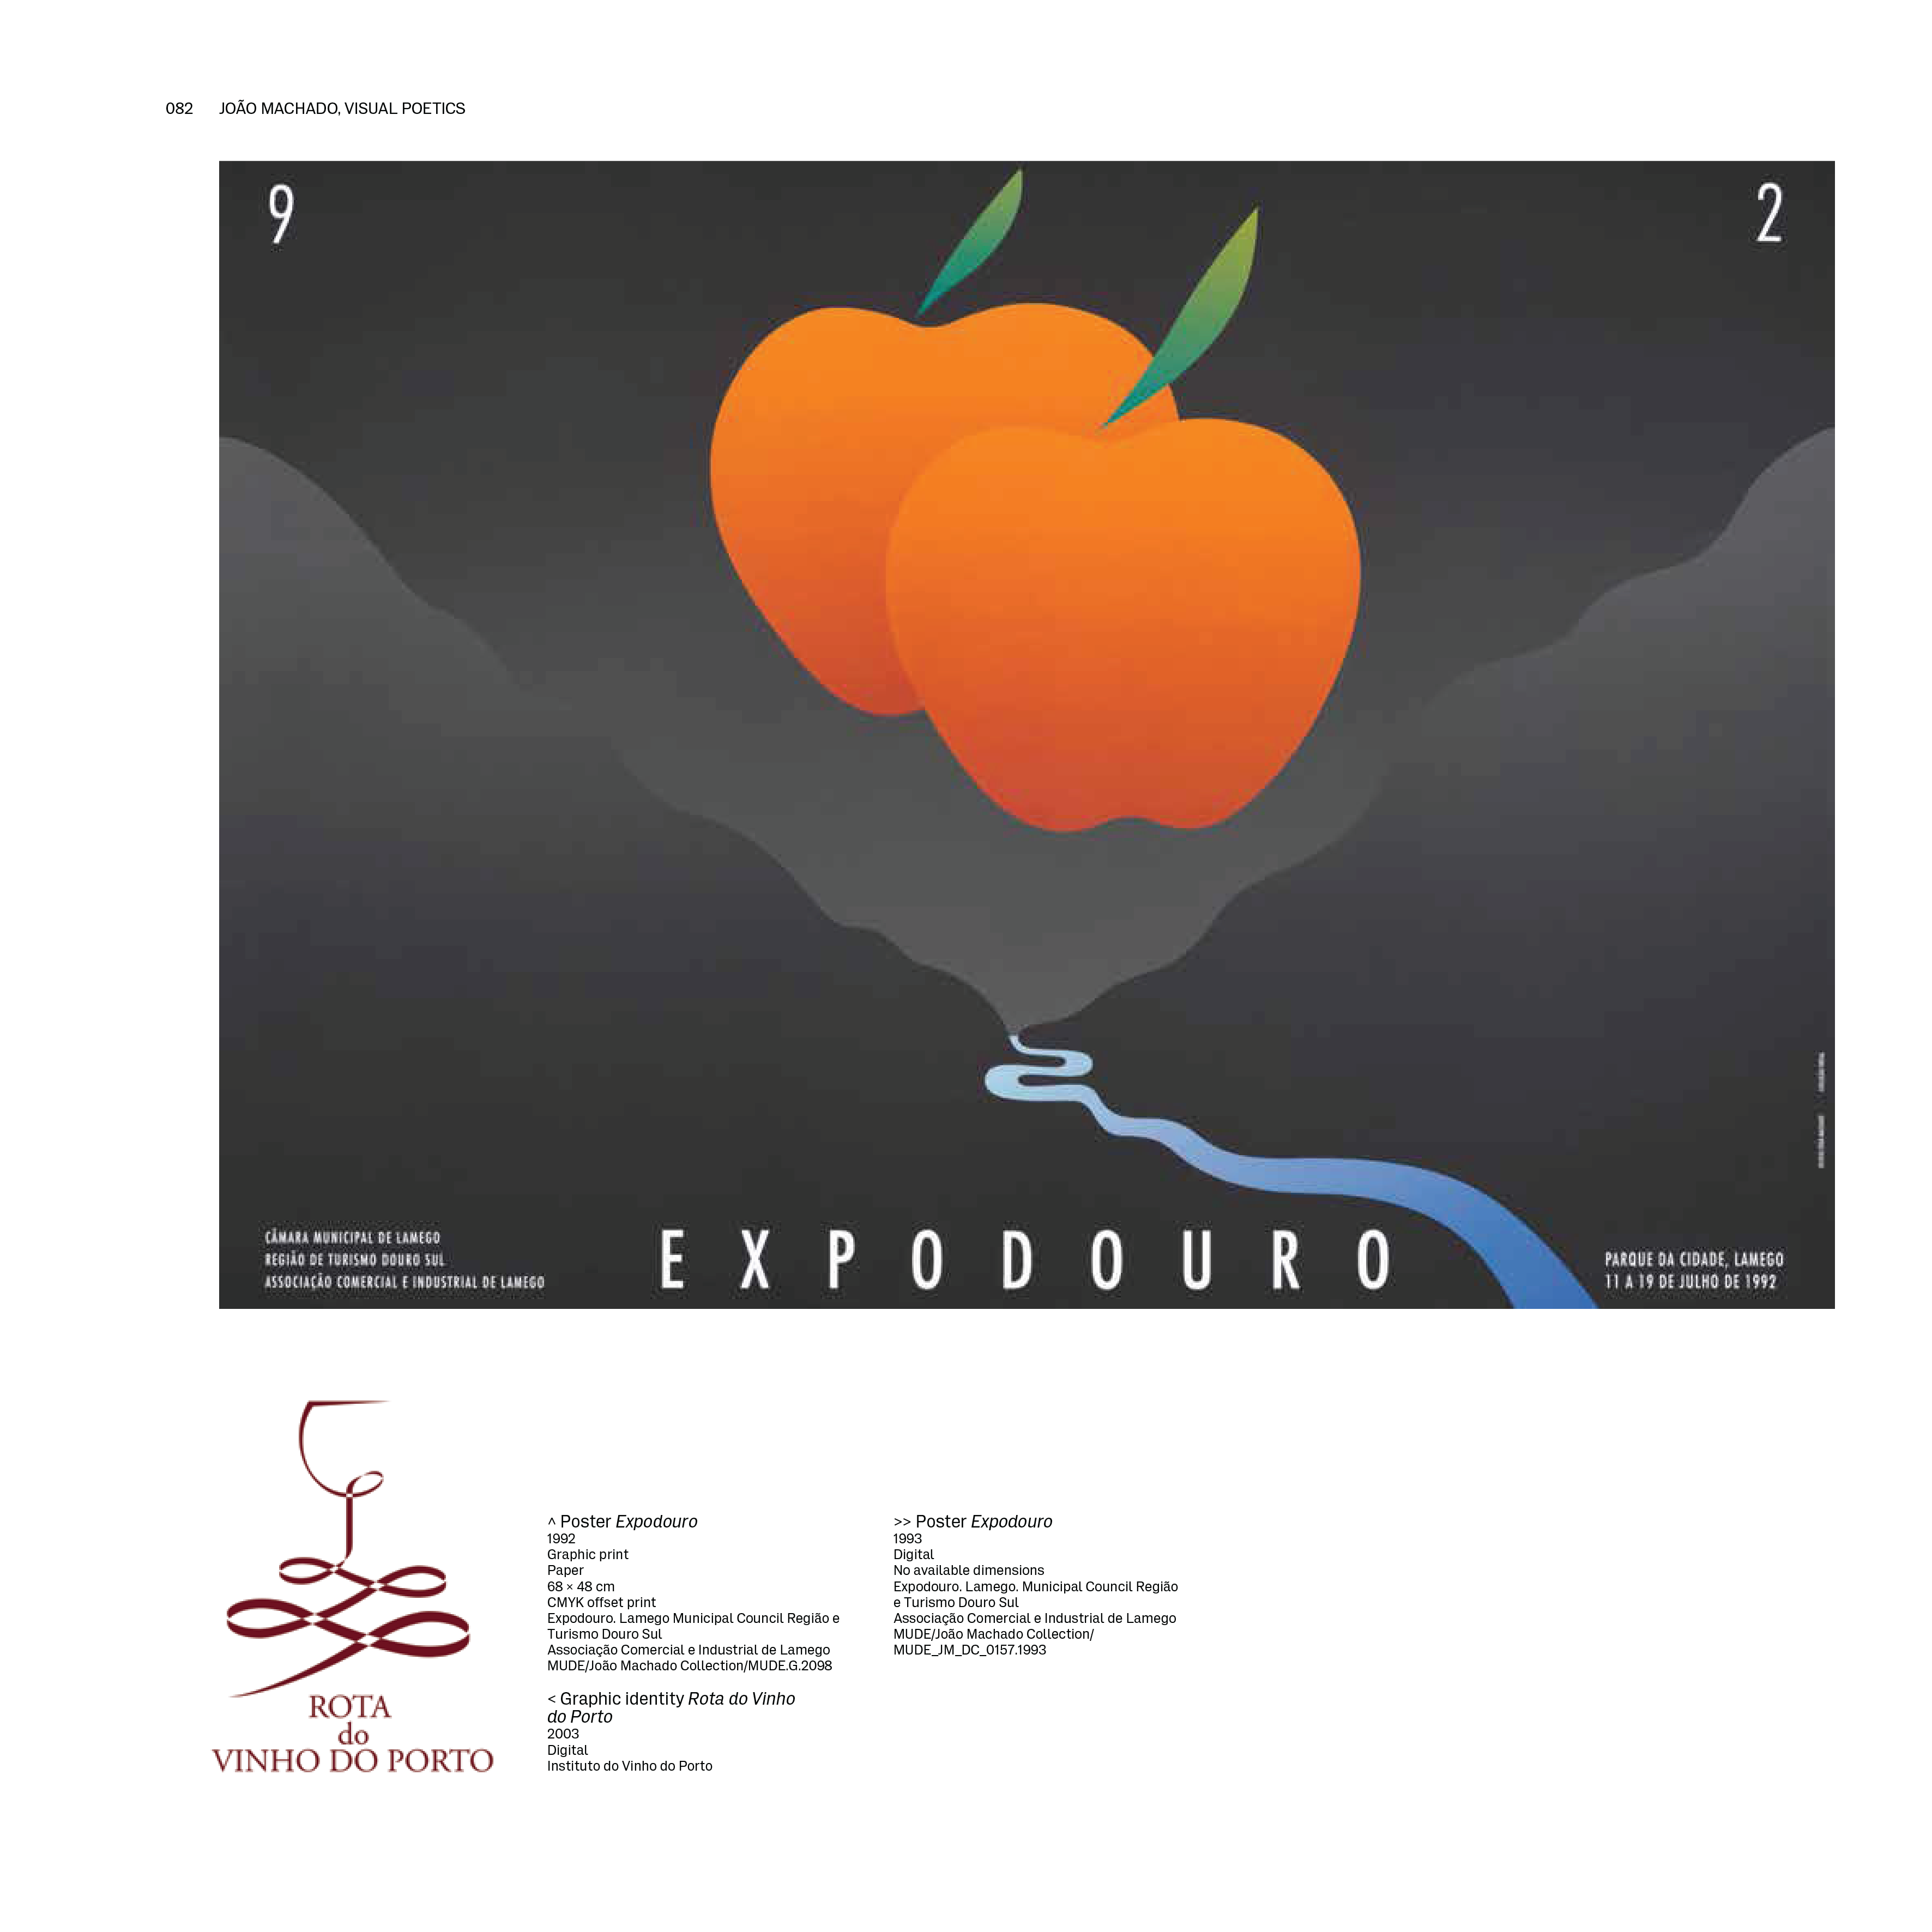 082 JOÃO MACHADO, VISUAL POETICS
9 2
CÂMARA MUNICIPAL DE LAMEGO
REGIÃO DE TURISMO DOURO SUL
ASSOCIAÇÃO COMERCIAL E INDUSTRIAL DE LAMEGO
EXPODOURO
PARQUE DA CIDADE, LAMEGO
11 A 19 DE JULHO DE 1992
ROTA
do
VINHO DO PORTO
^ Poster Expodouro
1992
Graphic print
Paper
68 × 48 cm
CMYK offset print
Expodouro. Lamego Municipal Council Região e
Turismo Douro Sul
Associação Comercial e Industrial de Lamego
MUDE/João Machado Collection/MUDE.G.2098
< Graphic identity Rota do Vinho
do Porto
2003
Digital
Instituto do Vinho do Porto
>> Poster Expodouro
1993
Digital
No available dimensions
Expodouro. Lamego. Municipal Council Região
e Turismo Douro Sul
Associação Comercial e Industrial de Lamego
MUDE/João Machado Collection/
MUDE_JM_DC_0157.1993